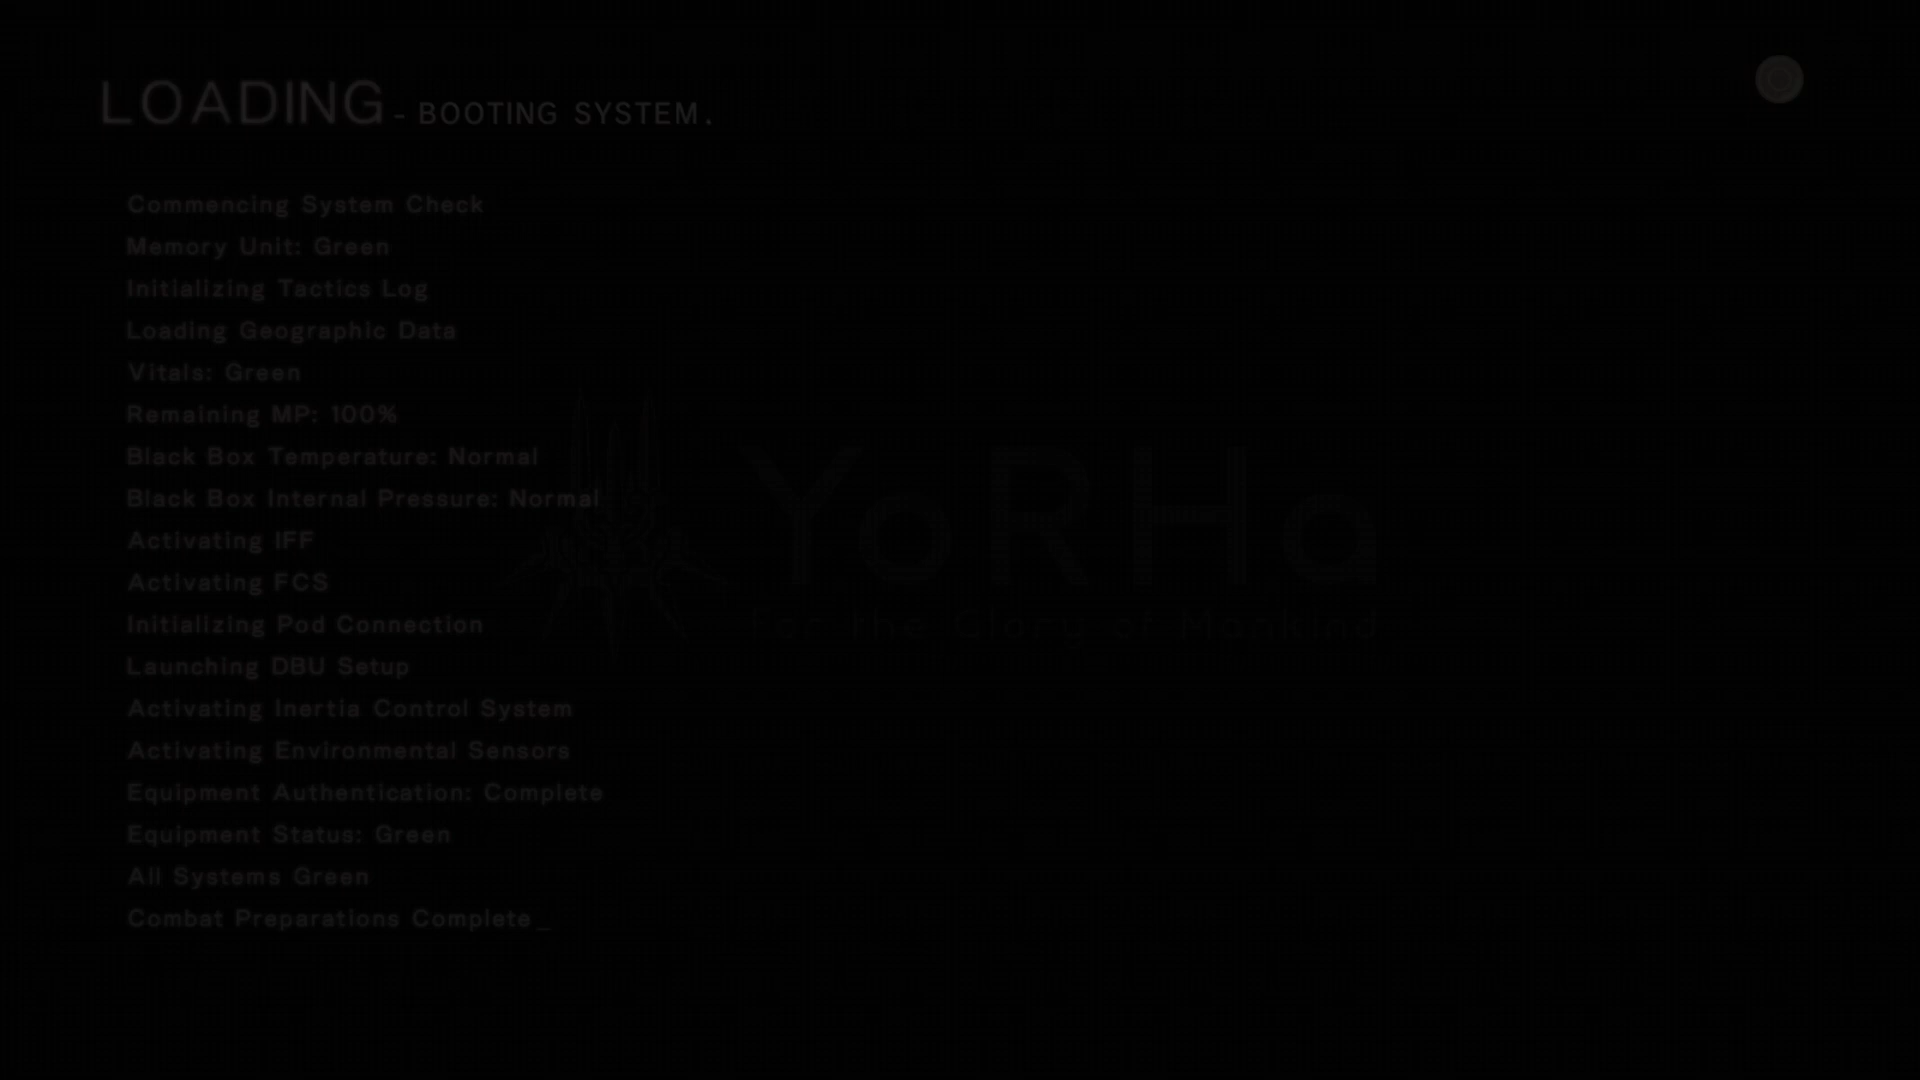 LOADING - BOOTING SYSTEM.
Commencing System Check
Memory Unit: Green
Initializing Tactics Log
Loading Geographic Data
Vitals: Green
Remaining MP: 100%
Black Box Temperature: Normal
Black Box Internal Pressure: Normal
Activating IFF
Activating FCS
Initializing Pod Connection
Launching DBU Setup
Activating Inertia Control System
Activating Environmental Sensors
Equipment Authentication: Complete
Equipment Status: Green
All Systems Green
Combat Preparations Complete_
YoRHa
For the Glory of Mankind